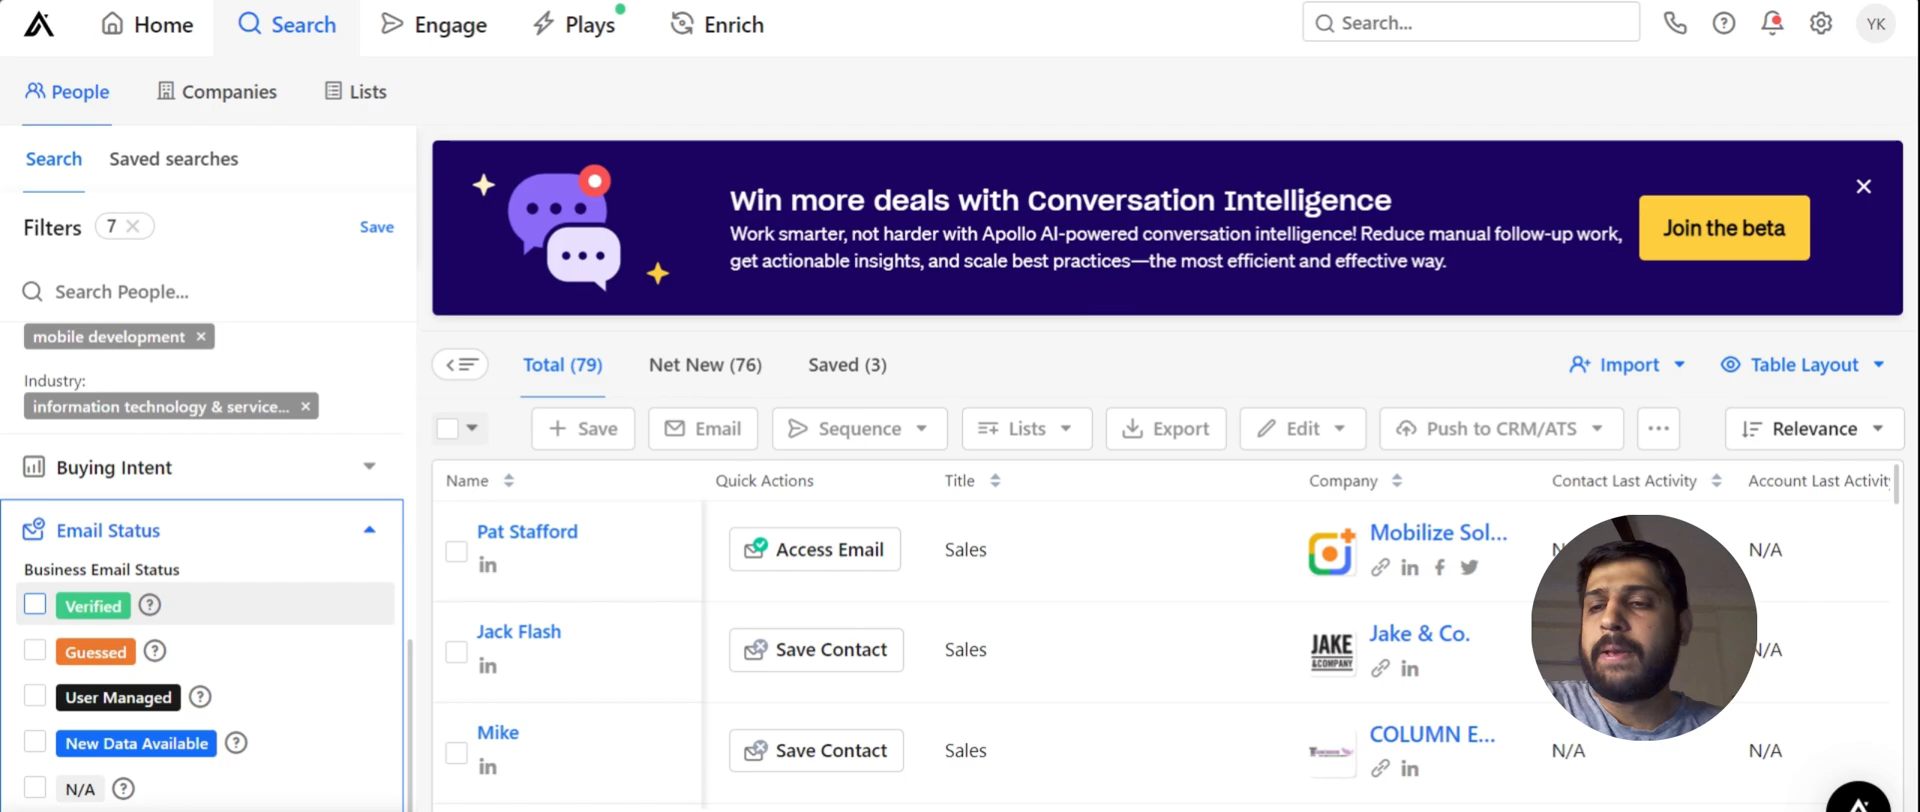 Home
Search
Engage
Plays
Enrich
Search...
YK
People
Companies
Lists
Search
Saved searches
Filters
7
Save
Search People...
mobile development
Industry:
information technology & service...
Buying Intent
Email Status
Business Email Status
Verified
Guessed
User Managed
New Data Available
N/A
Win more deals with Conversation Intelligence
Work smarter, not harder with Apollo AI-powered conversation intelligence! Reduce manual follow-up work,
get actionable insights, and scale best practices—the most efficient and effective way.
Join the beta
Total (79)
Net New (76)
Saved (3)
Import
Table Layout
Save
Email
Sequence
Lists
Export
Edit
Push to CRM/ATS
Relevance
Name
Quick Actions
Title
Company
Contact Last Activity
Account Last Activit
Pat Stafford
Access Email
Sales
Mobilize Sol...
N/A
Jack Flash
Save Contact
Sales
JAKE
&COMPANY
Jake & Co.
Mike
Save Contact
Sales
COLUMN E...
N/A
N/A